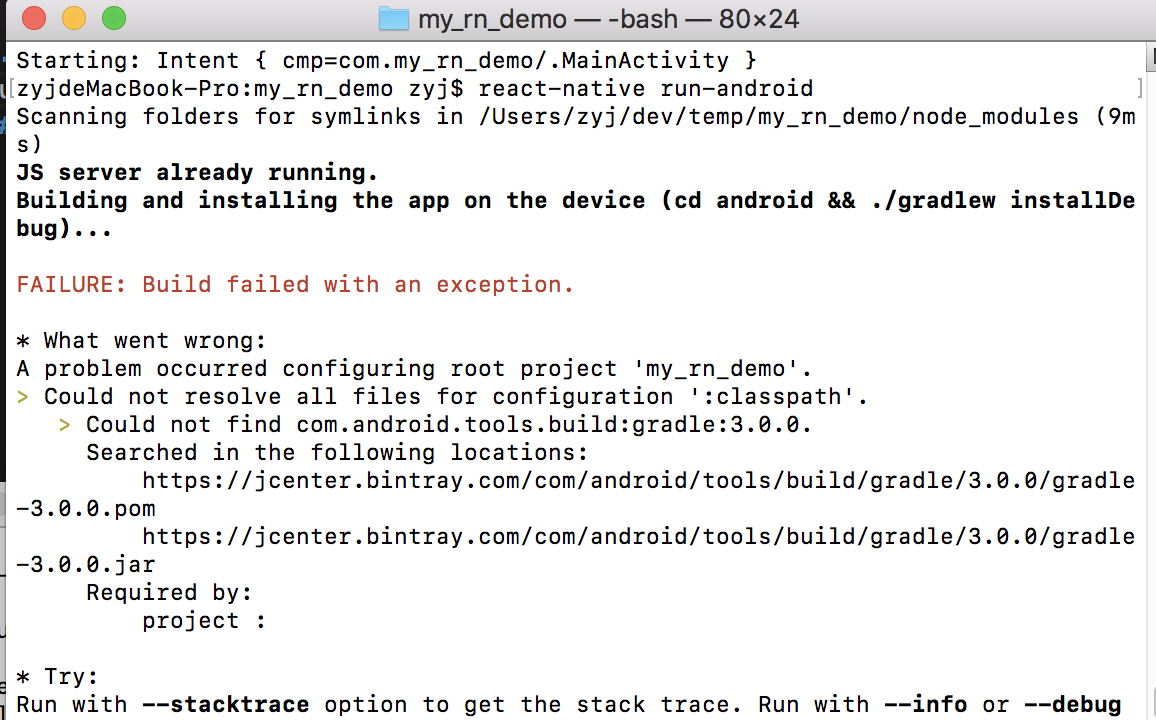 my_rn_demo — -bash — 80×24
Starting: Intent { cmp=com.my_rn_demo/.MainActivity }
[zyjdeMacBook-Pro:my_rn_demo zyj$ react-native run-android ]
Scanning folders for symlinks in /Users/zyj/dev/temp/my_rn_demo/node_modules (9m
s)
JS server already running.
Building and installing the app on the device (cd android && ./gradlew installDe
bug)...
FAILURE: Build failed with an exception.
* What went wrong:
A problem occurred configuring root project 'my_rn_demo'.
> Could not resolve all files for configuration ':classpath'.
> Could not find com.android.tools.build:gradle:3.0.0.
Searched in the following locations:
https://jcenter.bintray.com/com/android/tools/build/gradle/3.0.0/gradle
-3.0.0.pom
https://jcenter.bintray.com/com/android/tools/build/gradle/3.0.0/gradle
-3.0.0.jar
Required by:
project :
* Try:
Run with --stacktrace option to get the stack trace. Run with --info or --debug